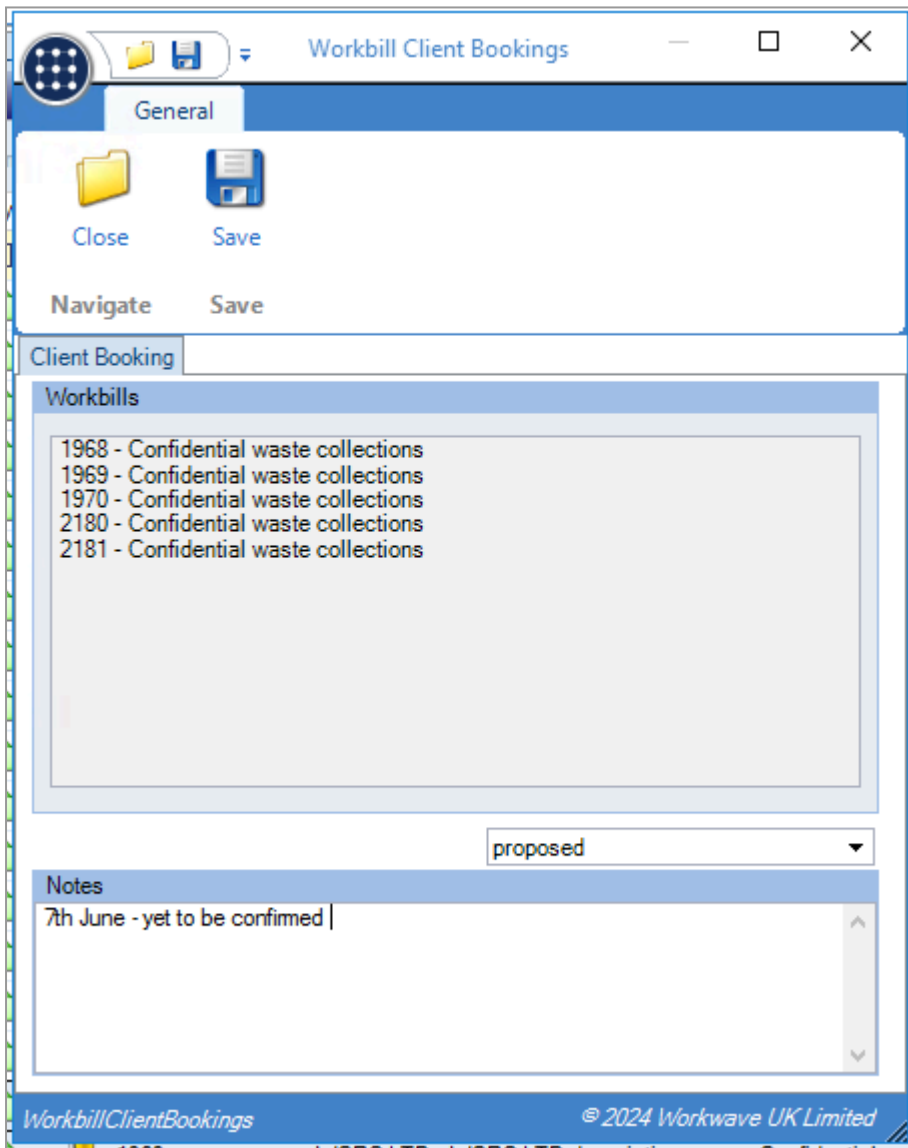 Workbill Client Bookings
General
Close Save
Navigate Save
Client Booking
Workbills
1968 - Confidential waste collections
1969 - Confidential waste collections
1970 - Confidential waste collections
2180 - Confidential waste collections
2181 - Confidential waste collections
proposed
Notes
7th June - yet to be confirmed
WorkbillClientBookings © 2024 Workwave UK Limited